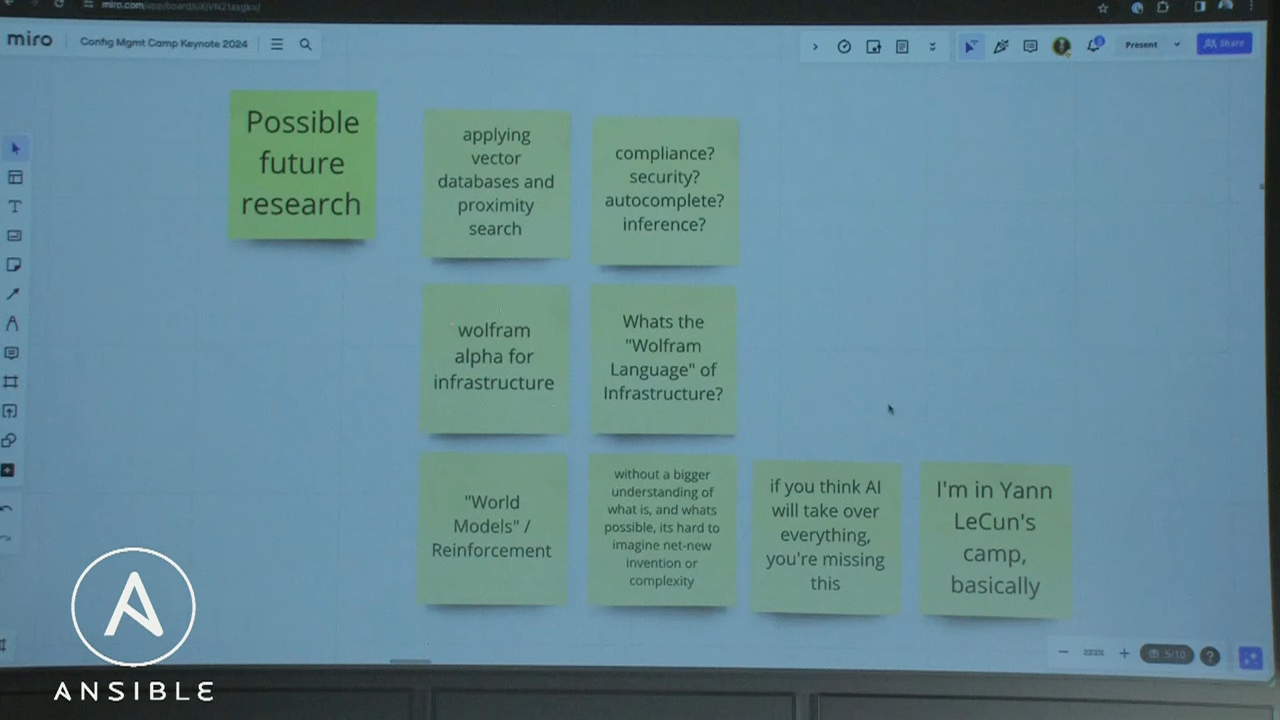 miro
Config Mgmt Camp Keynote 2024
Present
Share
Possible
future
research
applying
vector
databases and
proximity
search
compliance?
security?
autocomplete?
inference?
wolfram
alpha for
infrastructure
Whats the
"Wolfram
Language" of
Infrastructure?
"World
Models" /
Reinforcement
without a bigger
understanding of
what is, and whats
possible, its hard to
imagine net-new
invention or
complexity
if you think AI
will take over
everything,
you're missing
this
I'm in Yann
LeCun's
camp,
basically
5/10
?
ANSIBLE